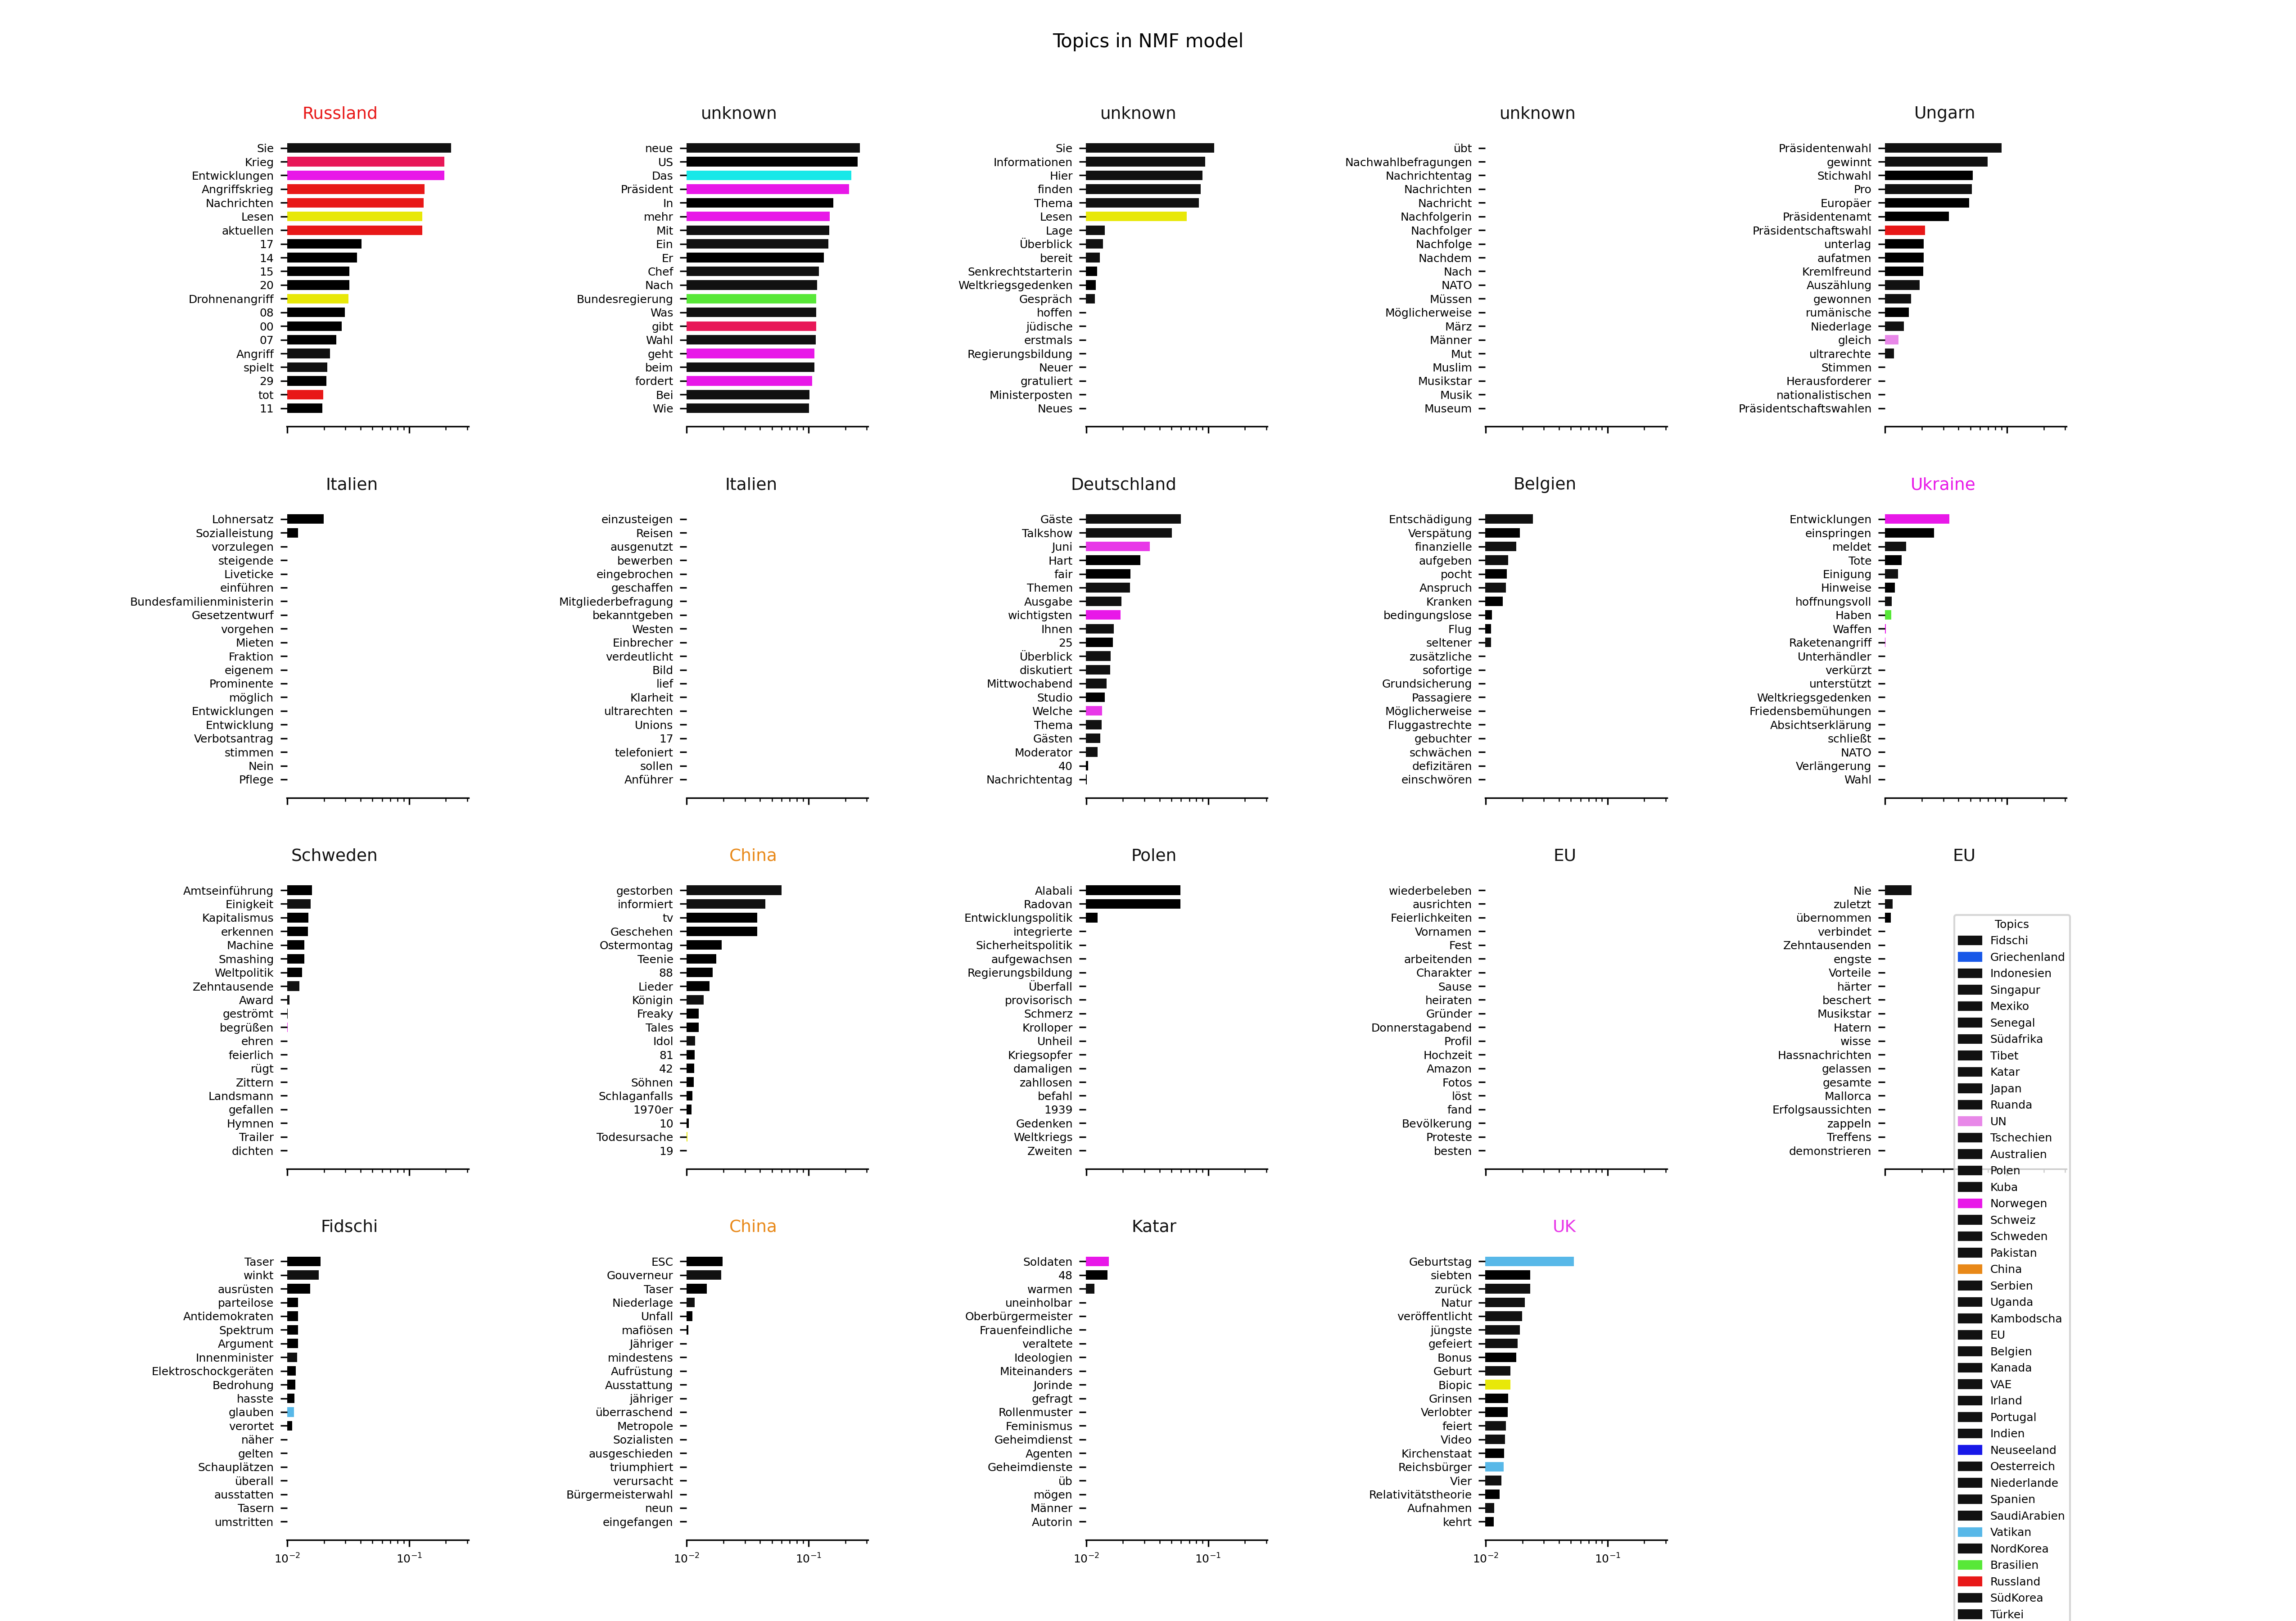 Topics in NMF model
Russland
Sie
Krieg
Entwicklungen
Angriffskrieg
Nachrichten
Lesen
aktuellen
17
14
15
20
Drohnenangriff
08
00
07
Angriff
spielt
29
tot
11
unknown
neue
US
Das
Präsident
In
mehr
Mit
Ein
Er
Chef
Nach
Bundesregierung
Was
gibt
Wahl
geht
beim
fordert
Bei
Wie
unknown
Sie
Informationen
Hier
finden
Thema
Lesen
Lage
Überblick
bereit
Senkrechtstarterin
Weltkriegsgedenken
Gespräch
hoffen
jüdische
erstmals
Regierungsbildung
Neuer
gratuliert
Ministerposten
Neues
unknown
übt
Nachwahlbefragungen
Nachrichtentag
Nachrichten
Nachricht
Nachfolgerin
Nachfolger
Nachfolge
Nachdem
Nach
NATO
Müssen
Möglicherweise
März
Männer
Mut
Muslim
Musikstar
Musik
Museum
Ungarn
Präsidentenwahl
gewinnt
Stichwahl
Pro
Europäer
Präsidentenamt
Präsidentschaftswahl
unterlag
aufatmen
Kremlfreund
Auszählung
gewonnen
rumänische
Niederlage
gleich
ultrarechte
Stimmen
Herausforderer
nationalistischen
Präsidentschaftswahlen
Italien
Lohnersatz
Sozialleistung
vorzulegen
steigende
Liveticke
einführen
Bundesfamilienministerin
Gesetzentwurf
vorgehen
Mieten
Fraktion
eigenem
Prominente
möglich
Entwicklungen
Entwicklung
Verbotsantrag
stimmen
Nein
Pflege
Italien
einzusteigen
Reisen
ausgenutzt
bewerben
eingebrochen
geschaffen
Mitgliederbefragung
bekanntgeben
Westen
Einbrecher
verdeutlicht
Bild
lief
Klarheit
ultrarechten
Unions
17
telefoniert
sollen
Anführer
Deutschland
Gäste
Talkshow
Juni
Hart
fair
Themen
Ausgabe
wichtigsten
Ihnen
25
Überblick
diskutiert
Mittwochabend
Studio
Welche
Thema
Gästen
Moderator
40
Nachrichtentag
Belgien
Entschädigung
Verspätung
finanzielle
aufgeben
pocht
Anspruch
Kranken
bedingungslose
Flug
seltener
zusätzliche
sofortige
Grundsicherung
Passagiere
Möglicherweise
Fluggastrechte
gebuchter
schwächen
defizitären
einschwören
Ukraine
Entwicklungen
einspringen
meldet
Tote
Einigung
Hinweise
hoffnungsvoll
Haben
Waffen
Raketenangriff
Unterhändler
verkürzt
unterstützt
Weltkriegsgedenken
Friedensbemühungen
Absichtserklärung
schließt
NATO
Verlängerung
Wahl
Schweden
Amtseinführung
Einigkeit
Kapitalismus
erkennen
Machine
Smashing
Weltpolitik
Zehntausende
Award
geströmt
begrüßen
ehren
feierlich
rügt
Zittern
Landsmann
gefallen
Hymnen
Trailer
dichten
China
gestorben
informiert
tv
Geschehen
Ostermontag
Teenie
88
Lieder
Königin
Freaky
Tales
Idol
81
42
Söhnen
Schlaganfalls
1970er
10
Todesursache
19
Polen
Alabali
Radovan
Entwicklungspolitik
integrierte
Sicherheitspolitik
aufgewachsen
Regierungsbildung
Überfall
provisorisch
Schmerz
Krolloper
Unheil
Kriegsopfer
damaligen
zahllosen
befahl
1939
Gedenken
Weltkriegs
Zweiten
EU
wiederbeleben
ausrichten
Feierlichkeiten
Vornamen
Fest
arbeitenden
Charakter
Sause
heiraten
Gründer
Donnerstagabend
Profil
Hochzeit
Amazon
Fotos
löst
fand
Bevölkerung
Proteste
besten
EU
Nie
zuletzt
übernommen
verbindet
Zehntausenden
engste
Vorteile
härter
beschert
Musikstar
Hatern
wisse
Hassnachrichten
gelassen
gesamte
Mallorca
Erfolgsaussichten
zappeln
Treffens
demonstrieren
Fidschi
Taser
winkt
ausrüsten
parteilose
Antidemokraten
Spektrum
Argument
Innenminister
Elektroschockgeräten
Bedrohung
hasste
glauben
verortet
näher
gelten
Schauplätzen
überall
ausstatten
Tasern
umstritten
10⁻² 10⁻¹
China
ESC
Gouverneur
Taser
Niederlage
Unfall
mafiösen
Jähriger
mindestens
Aufrüstung
Ausstattung
jähriger
überraschend
Metropole
Sozialisten
ausgeschieden
triumphiert
verursacht
Bürgermeisterwahl
neun
eingefangen
10⁻² 10⁻¹
Katar
Soldaten
48
warmen
uneinholbar
Oberbürgermeister
Frauenfeindliche
veraltete
Ideologien
Miteinanders
Jorinde
gefragt
Rollenmuster
Feminismus
Geheimdienst
Agenten
Geheimdienste
üb
mögen
Männer
Autorin
10⁻² 10⁻¹
UK
Geburtstag
siebten
zurück
Natur
veröffentlicht
jüngste
gefeiert
Bonus
Geburt
Biopic
Grinsen
Verlobter
feiert
Video
Kirchenstaat
Reichsbürger
Vier
Relativitätstheorie
Aufnahmen
kehrt
10⁻² 10⁻¹
Topics
Fidschi
Griechenland
Indonesien
Singapur
Mexiko
Senegal
Südafrika
Tibet
Katar
Japan
Ruanda
UN
Tschechien
Australien
Polen
Kuba
Norwegen
Schweiz
Schweden
Pakistan
China
Serbien
Uganda
Kambodscha
EU
Belgien
Kanada
VAE
Irland
Portugal
Indien
Neuseeland
Oesterreich
Niederlande
Spanien
SaudiArabien
Vatikan
NordKorea
Brasilien
Russland
SüdKorea
Türkei